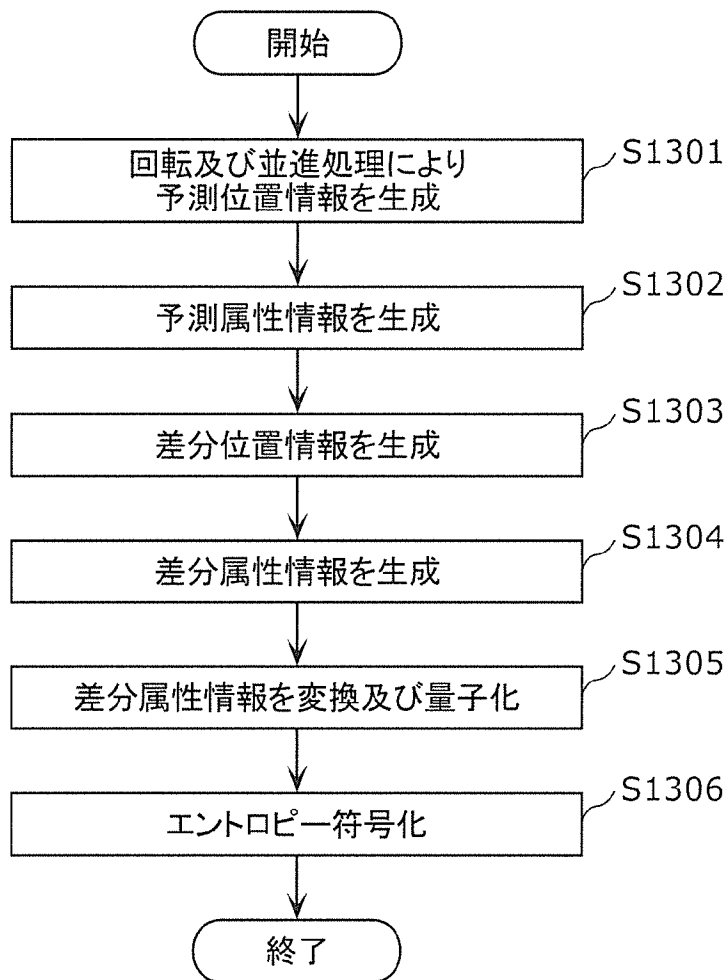 開始
回転及び並進処理により
予測位置情報を生成
S1301
予測属性情報を生成
S1302
差分位置情報を生成
S1303
差分属性情報を生成
S1304
差分属性情報を変換及び量子化
S1305
エントロピー符号化
S1306
終了